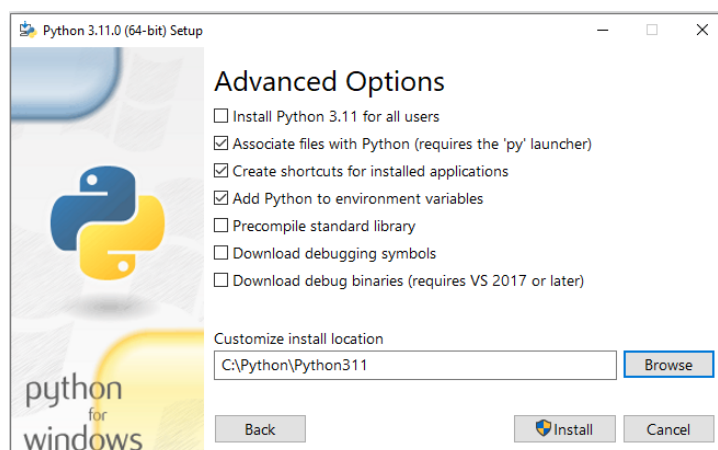 Python 3.11.0 (64-bit) Setup
Advanced Options
Install Python 3.11 for all users
Associate files with Python (requires the 'py' launcher)
Create shortcuts for installed applications
Add Python to environment variables
Precompile standard library
Download debugging symbols
Download debug binaries (requires VS 2017 or later)
Customize install location
C:\Python\Python311
Browse
python
for
windows
Back
Install
Cancel